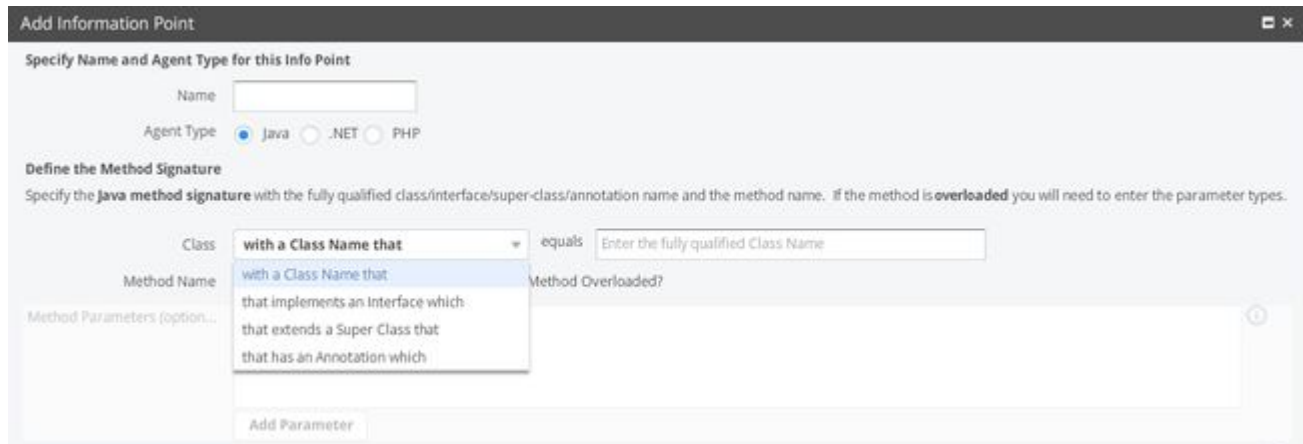 Add Information Point
Specify Name and Agent Type for this Info Point
Name
Agent Type Java .NET PHP
Define the Method Signature
Specify the Java method signature with the fully qualified class/interface/super-class/annotation name and the method name. If the method is overloaded you will need to enter the parameter types.
Class with a Class Name that equals Enter the fully qualified Class Name
Method Name with a Class Name that Method Overloaded?
that implements an Interface which
Method Parameters (option...
that extends a Super Class that
that has an Annotation which
Add Parameter